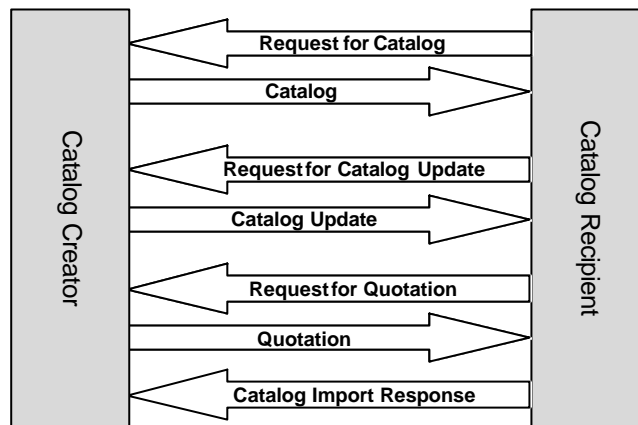 Catalog Creator
Request for Catalog
Catalog
Request for Catalog Update
Catalog Update
Request for Quotation
Quotation
Catalog Import Response
Catalog Recipient